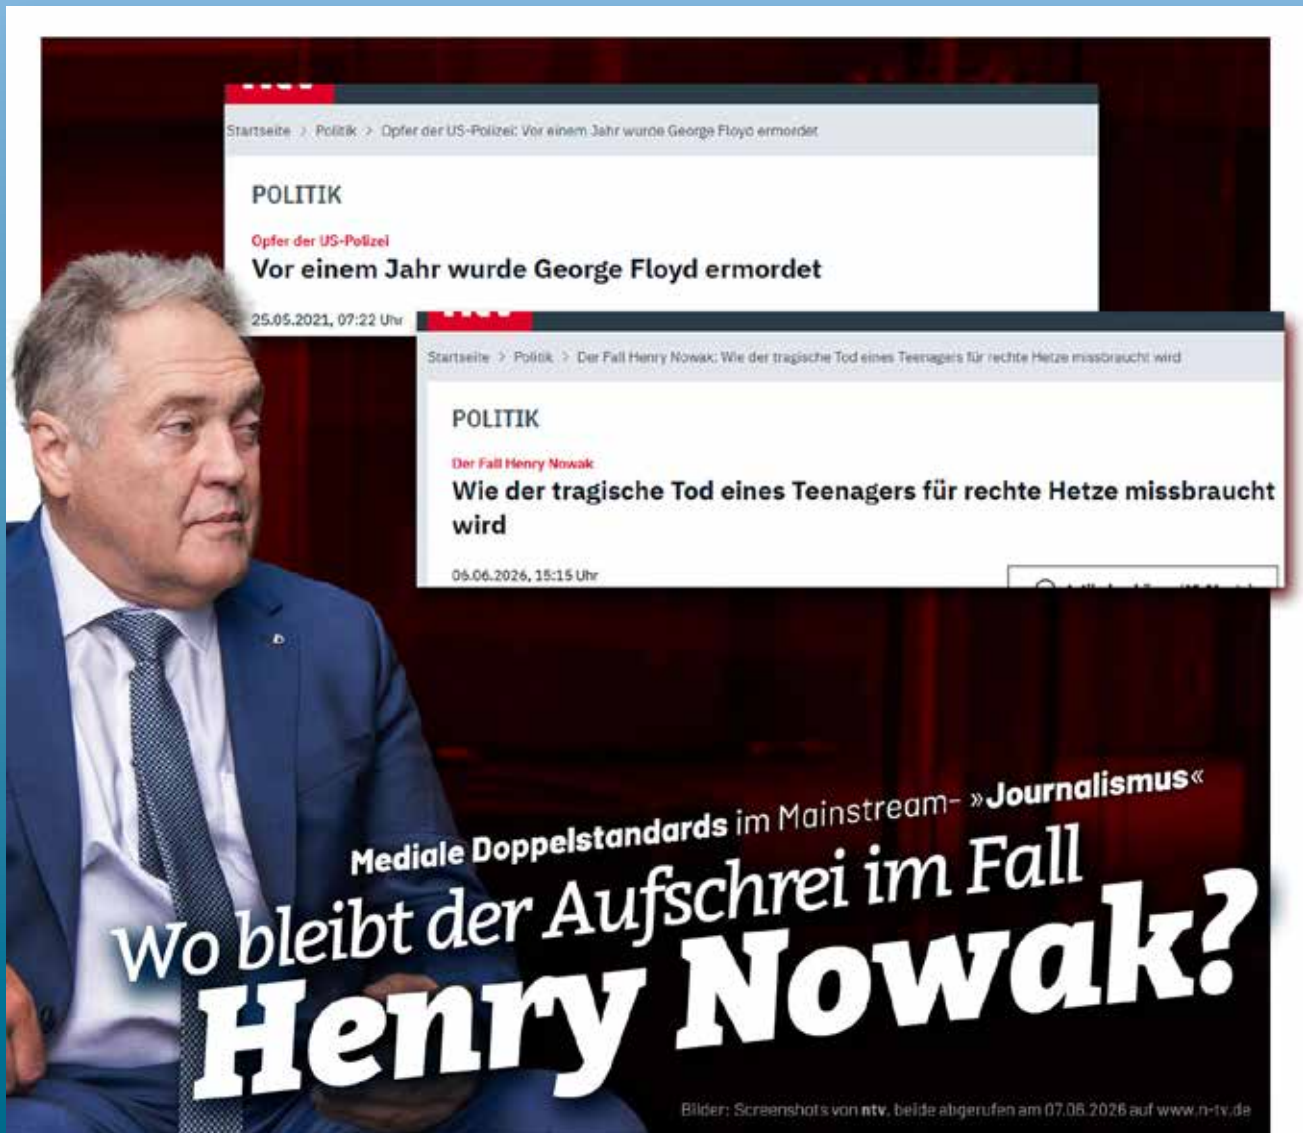 Startseite > Politik > Opfer der US-Polizei: Vor einem Jahr wurde George Floyd ermordet
POLITIK
Opfer der US-Polizei
Vor einem Jahr wurde George Floyd ermordet
25.05.2021, 07:22 Uhr
Startseite > Politik > Der Fall Henry Nowak: Wie der tragische Tod eines Teenagers für rechte Hetze missbraucht wird
POLITIK
Der Fall Henry Nowak
Wie der tragische Tod eines Teenagers für rechte Hetze missbraucht
wird
06.06.2026, 15:15 Uhr
Mediale Doppelstandards im Mainstream- »Journalismus«
Wo bleibt der Aufschrei im Fall
Henry Nowak?
Bilder: Screenshots von ntv, beide abgerufen am 07.06.2026 auf www.n-tv.de